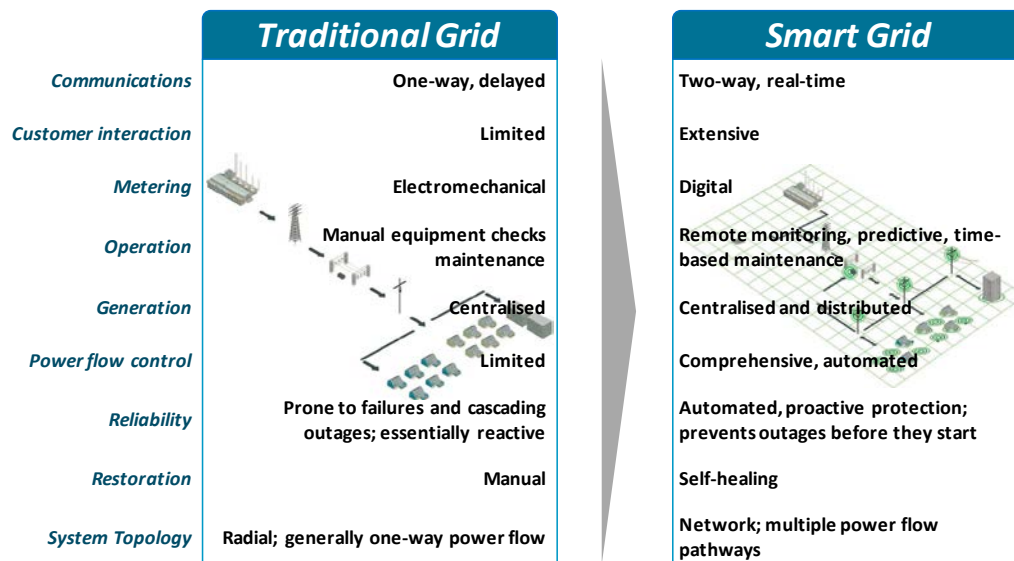 Traditional Grid
Smart Grid
Communications
One-way, delayed
Two-way, real-time
Customer interaction
Limited
Extensive
Metering
Electromechanical
Digital
Operation
Manual equipment checks
maintenance
Remote monitoring, predictive, time-
based maintenance
Generation
Centralised
Centralised and distributed
Power flow control
Limited
Comprehensive, automated
Reliability
Prone to failures and cascading
outages; essentially reactive
Automated, proactive protection;
prevents outages before they start
Restoration
Manual
Self-healing
System Topology
Radial; generally one-way power flow
Network; multiple power flow
pathways